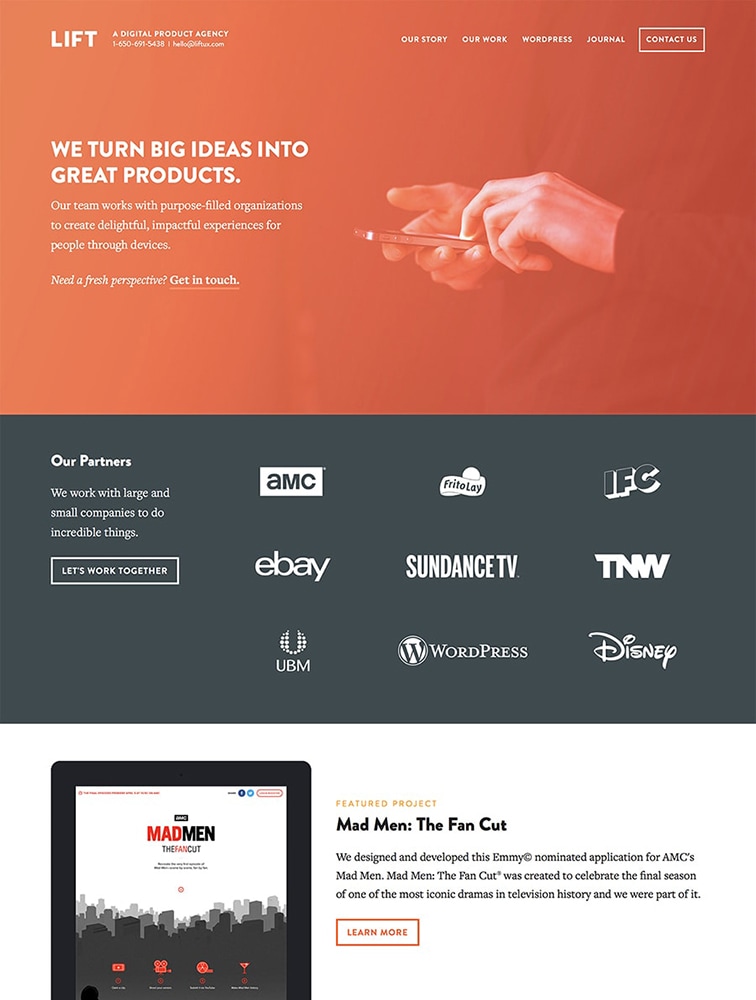 LIFT
A DIGITAL PRODUCT AGENCY
1-650-691-5438 | hello@liftux.com
OUR STORY
OUR WORK
WORDPRESS
JOURNAL
CONTACT US
WE TURN BIG IDEAS INTO
GREAT PRODUCTS.
Our team works with purpose-filled organizations
to create delightful, impactful experiences for
people through devices.
Need a fresh perspective? Get in touch.
Our Partners
We work with large and
small companies to do
incredible things.
LET'S WORK TOGETHER
aMC
FritoLay
IFC
ebay
SUNDANCE TV
TNW
UBM
WORDPRESS
Disney
aMC
MADMEN
THEFANCUT
FEATURED PROJECT
Mad Men: The Fan Cut
We designed and developed this Emmy© nominated application for AMC's
Mad Men. Mad Men: The Fan Cut® was created to celebrate the final season
of one of the most iconic dramas in television history and we were part of it.
LEARN MORE